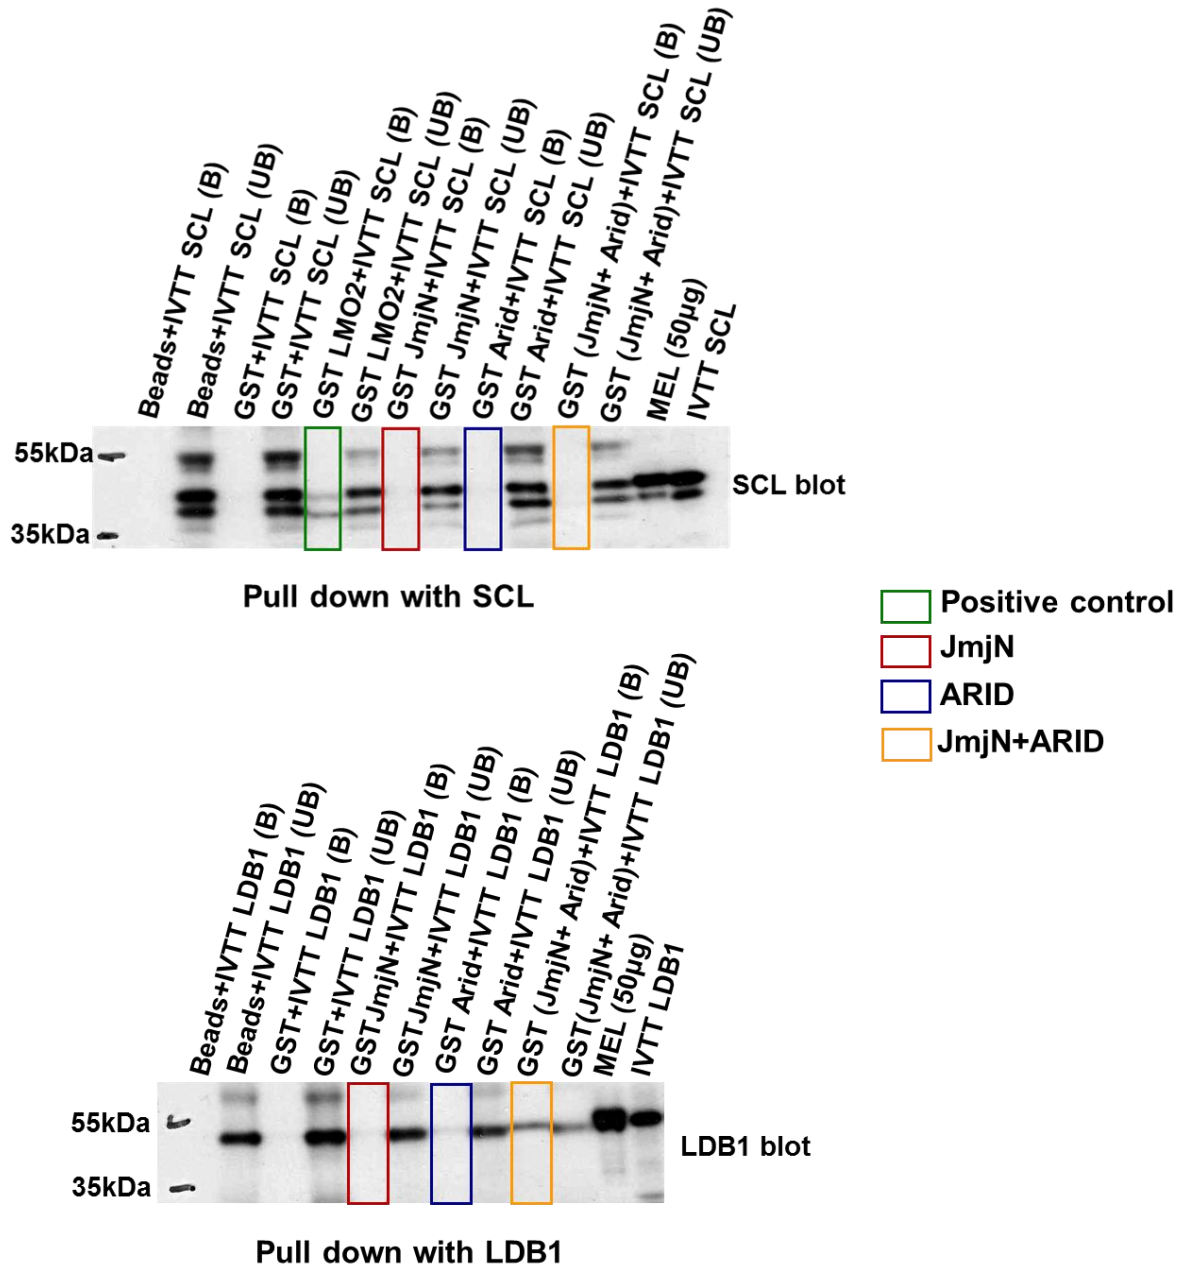 Beads+IVTT SCL (B)
Beads+IVTT SCL (UB)
GST+IVTT SCL (B)
GST+IVTT SCL (UB)
GST LMO2+IVTT SCL (B)
GST LMO2+IVTT SCL (UB)
GST JmjN+IVTT SCL (B)
GST JmjN+IVTT SCL (UB)
GST Arid+IVTT SCL (B)
GST Arid+IVTT SCL (UB)
GST (JmjN+ Arid)+IVTT SCL (B)
GST (JmjN+ Arid)+IVTT SCL (UB)
MEL (50µg)
IVTT SCL
55kDa
SCL blot
35kDa
Pull down with SCL
Positive control
JmjN
ARID
JmjN+ARID
Beads+IVTT LDB1 (B)
Beads+IVTT LDB1 (UB)
GST+IVTT LDB1 (B)
GST+IVTT LDB1 (UB)
GSTJmjN+IVTT LDB1 (B)
GSTJmjN+IVTT LDB1 (UB)
GST Arid+IVTT LDB1 (B)
GST Arid+IVTT LDB1 (UB)
GST (JmjN+ Arid)+IVTT LDB1 (B)
GST(JmjN+ Arid)+IVTT LDB1 (UB)
MEL (50µg)
IVTT LDB1
55kDa
LDB1 blot
35kDa
Pull down with LDB1